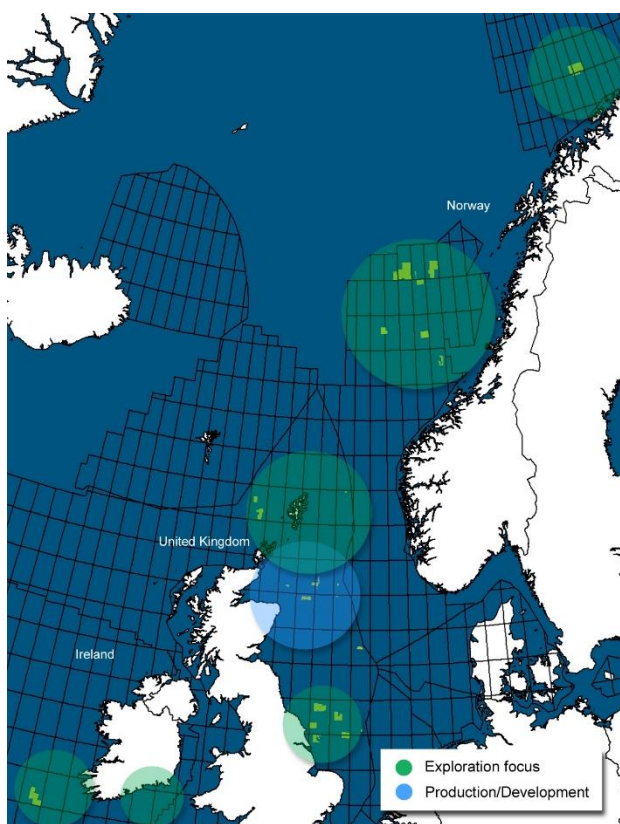 Norway
United Kingdom
Ireland
Exploration focus
Production/Development